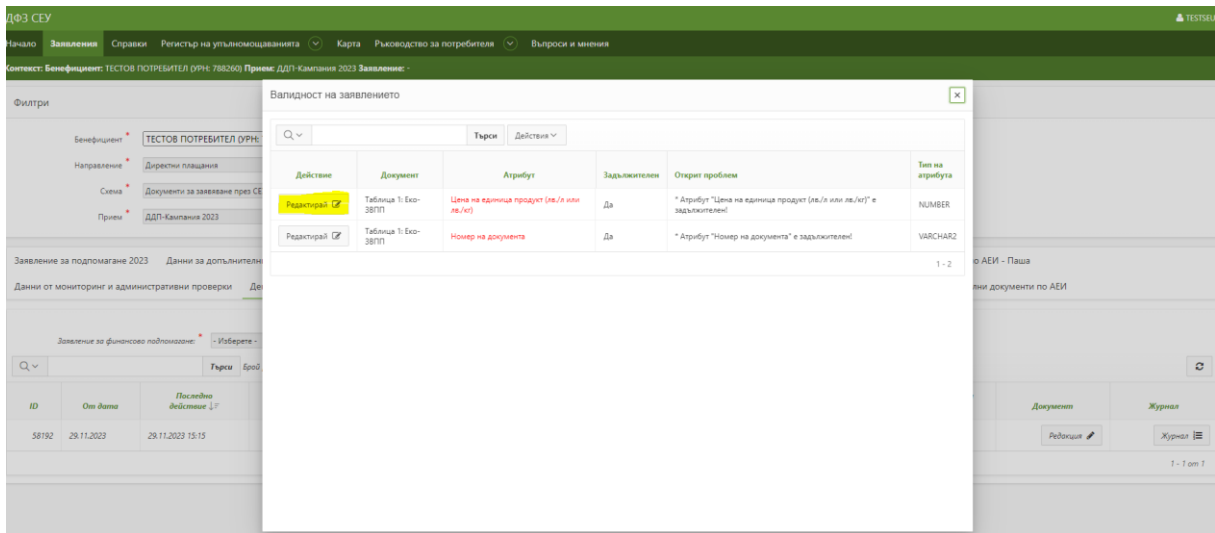 ДФЗ СЕУ
TESTSEU
Начало Заявления Справки Регистър на упълномощаванията Карта Ръководство за потребителя Въпроси и мнения
Контекст: Бенефициент: ТЕСТОВ ПОТРЕБИТЕЛ (УРН: 788260) Прием: ДДП-Кампания 2023 Заявление: -
Филтри
Бенефициент * ТЕСТОВ ПОТРЕБИТЕЛ (УРН:
Направление * Директни плащания
Схема * Документи за заявяване през СЕ
Прием * ДДП-Кампания 2023
Валидност на заявлението
Търси Действия
Действие Документ Атрибут Задължителен Открит проблем Тип на атрибута
Редактирай Таблица 1: Еко-ЗВПП Цена на единица продукт (лв./л или лв./кг) Да * Атрибут "Цена на единица продукт (лв./л или лв./кг)" е задължителен! NUMBER
Редактирай Таблица 1: Еко-ЗВПП Номер на документа Да * Атрибут "Номер на документа" е задължителен! VARCHAR2
1 - 2
Заявление за подпомагане 2023 Данни за допълнителн
по АЕИ - Паша
Данни от мониторинг и административни проверки
лни документи по АЕИ
Заявление за финансово подпомагане: * - Изберете -
Търси Брой
ID От дата Последно действие Документ Журнал
58192 29.11.2023 29.11.2023 15:15 Редакция Журнал
1 - 1 от 1